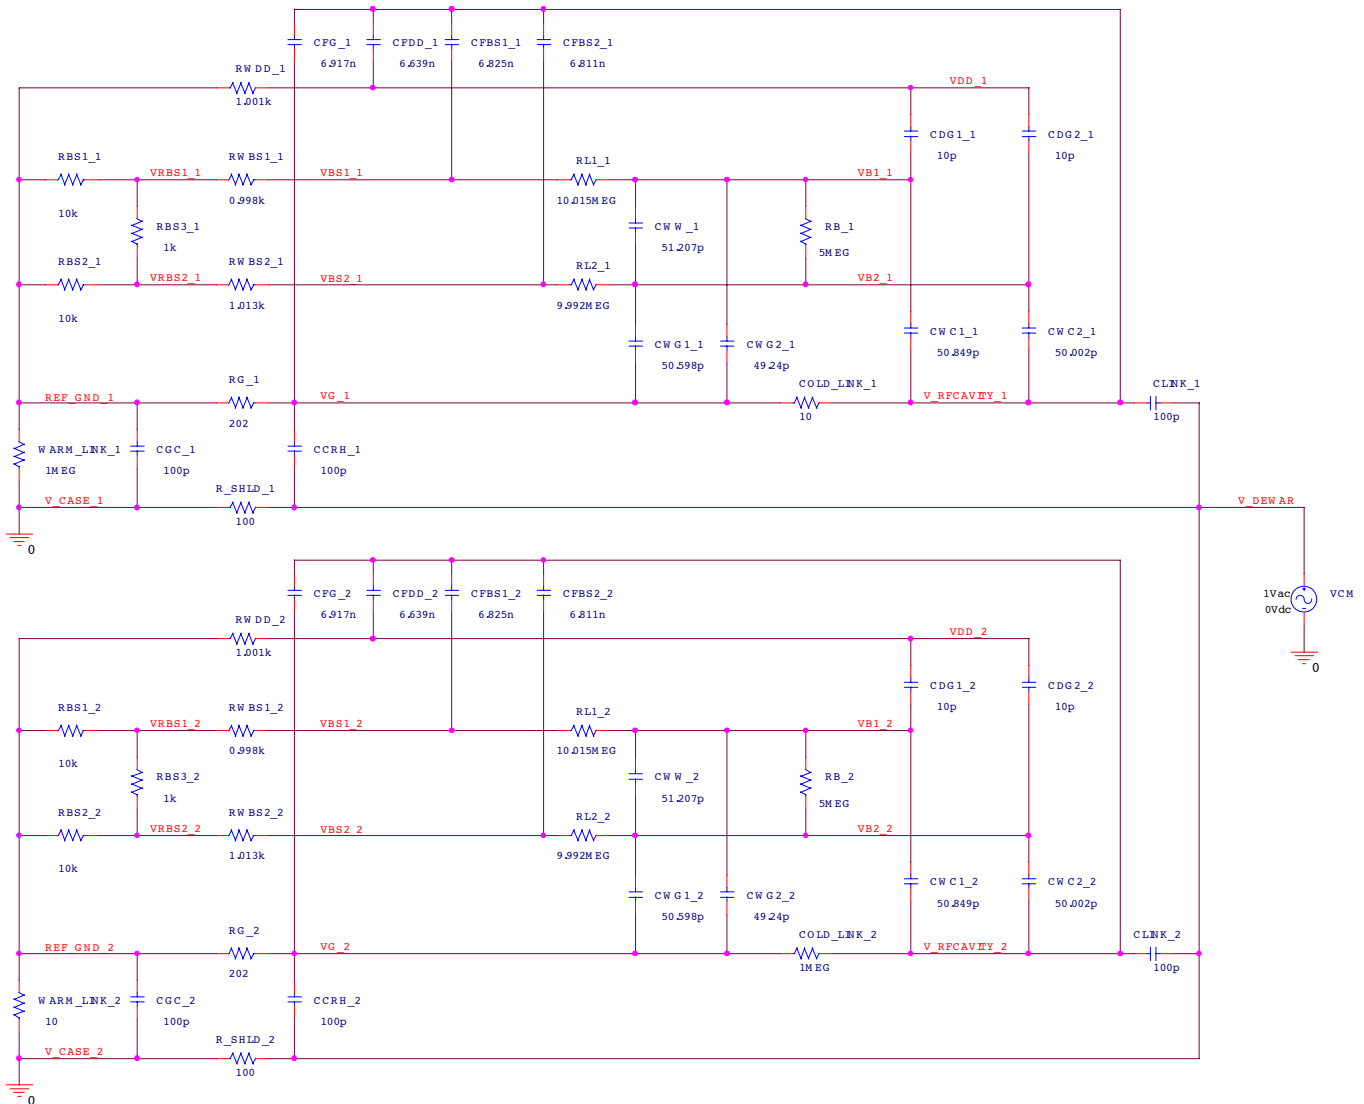 CFG_1 CFDD_1 CFBS1_1 CFBS2_1
6.917n 6.639n 6.825n 6.811n
RWDD_1
1.001k
VDD_1
CDG1_1 CDG2_1
10p 10p
RBS1_1 VRBS1_1 RWBS1_1 VBS1_1 RL1_1 VB1_1
10k 0.998k 10.015MEG
RBS3_1 CWW_1 RB_1
1k 51.207p 5MEG
RBS2_1 VRBS2_1 RWBS2_1 VBS2_1 RL2_1 VB2_1
10k 1.013k 9.992MEG
CWG1_1 CWG2_1 CWC1_1 CWC2_1
50.598p 49.24p 50.849p 50.002p
REF_GND_1 RG_1 VG_1 COLD_LINK_1 V_RFCAVITY_1 CLINK_1
202 10 100p
WARM_LINK_1 CGC_1 CCRH_1
1MEG 100p 100p
V_CASE_1 R_SHLD_1 V_DEWAR
100
0
CFG_2 CFDD_2 CFBS1_2 CFBS2_2
6.917n 6.639n 6.825n 6.811n
1Vac VCM
0Vdc
0
RWDD_2
1.001k
VDD_2
CDG1_2 CDG2_2
10p 10p
RBS1_2 VRBS1_2 RWBS1_2 VBS1_2 RL1_2 VB1_2
10k 0.998k 10.015MEG
RBS3_2 CWW_2 RB_2
1k 51.207p 5MEG
RBS2_2 VRBS2_2 RWBS2_2 VBS2_2 RL2_2 VB2_2
10k 1.013k 9.992MEG
CWG1_2 CWG2_2 CWC1_2 CWC2_2
50.598p 49.24p 50.849p 50.002p
REF_GND_2 RG_2 VG_2 COLD_LINK_2 V_RFCAVITY_2 CLINK_2
202 1MEG 100p
WARM_LINK_2 CGC_2 CCRH_2
10 100p 100p
V_CASE_2 R_SHLD_2
100
0